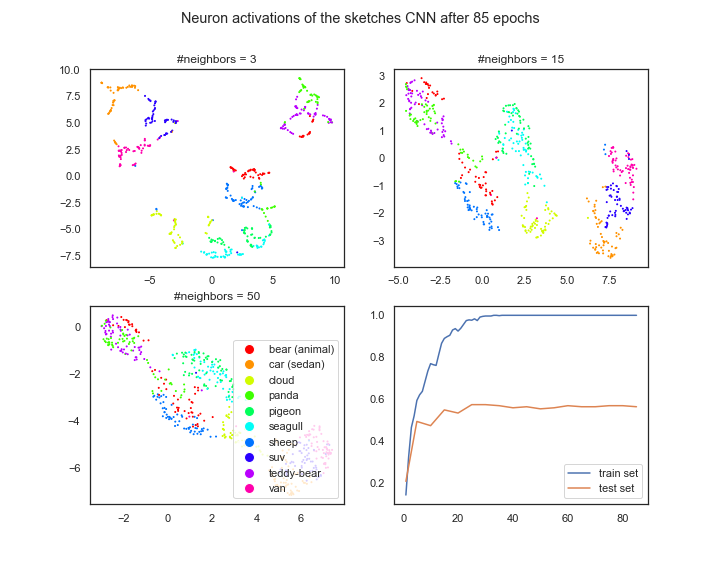 Neuron activations of the sketches CNN after 85 epochs
#neighbors = 3
10.0
7.5
5.0
2.5
0.0
−2.5
−5.0
−7.5
−5
0
5
10
#neighbors = 15
3
2
1
0
−1
−2
−3
−5.0
−2.5
0.0
2.5
5.0
7.5
#neighbors = 50
0
−2
−4
−6
−2
0
2
4
6
bear (animal)
car (sedan)
cloud
panda
pigeon
seagull
sheep
suv
teddy-bear
van
1.0
0.8
0.6
0.4
0.2
0
20
40
60
80
train set
test set